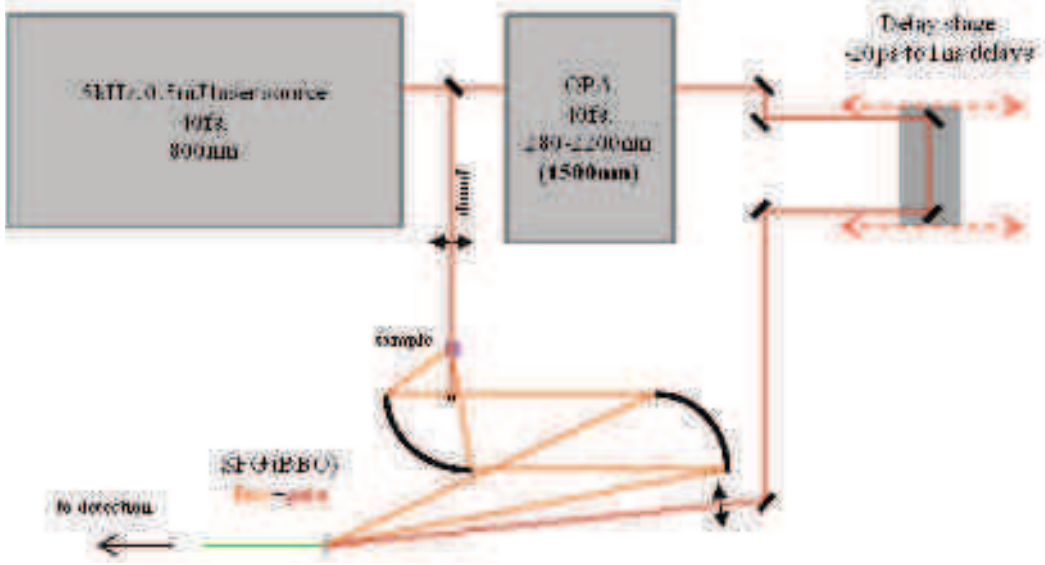 5kHz, 0.5mJ laser source
40fs,
800nm
OPA
40fs,
280-2200nm
(1500nm)
Delay stage
-20ps to 1ns delays
sample
SFG (BBO)
to detection